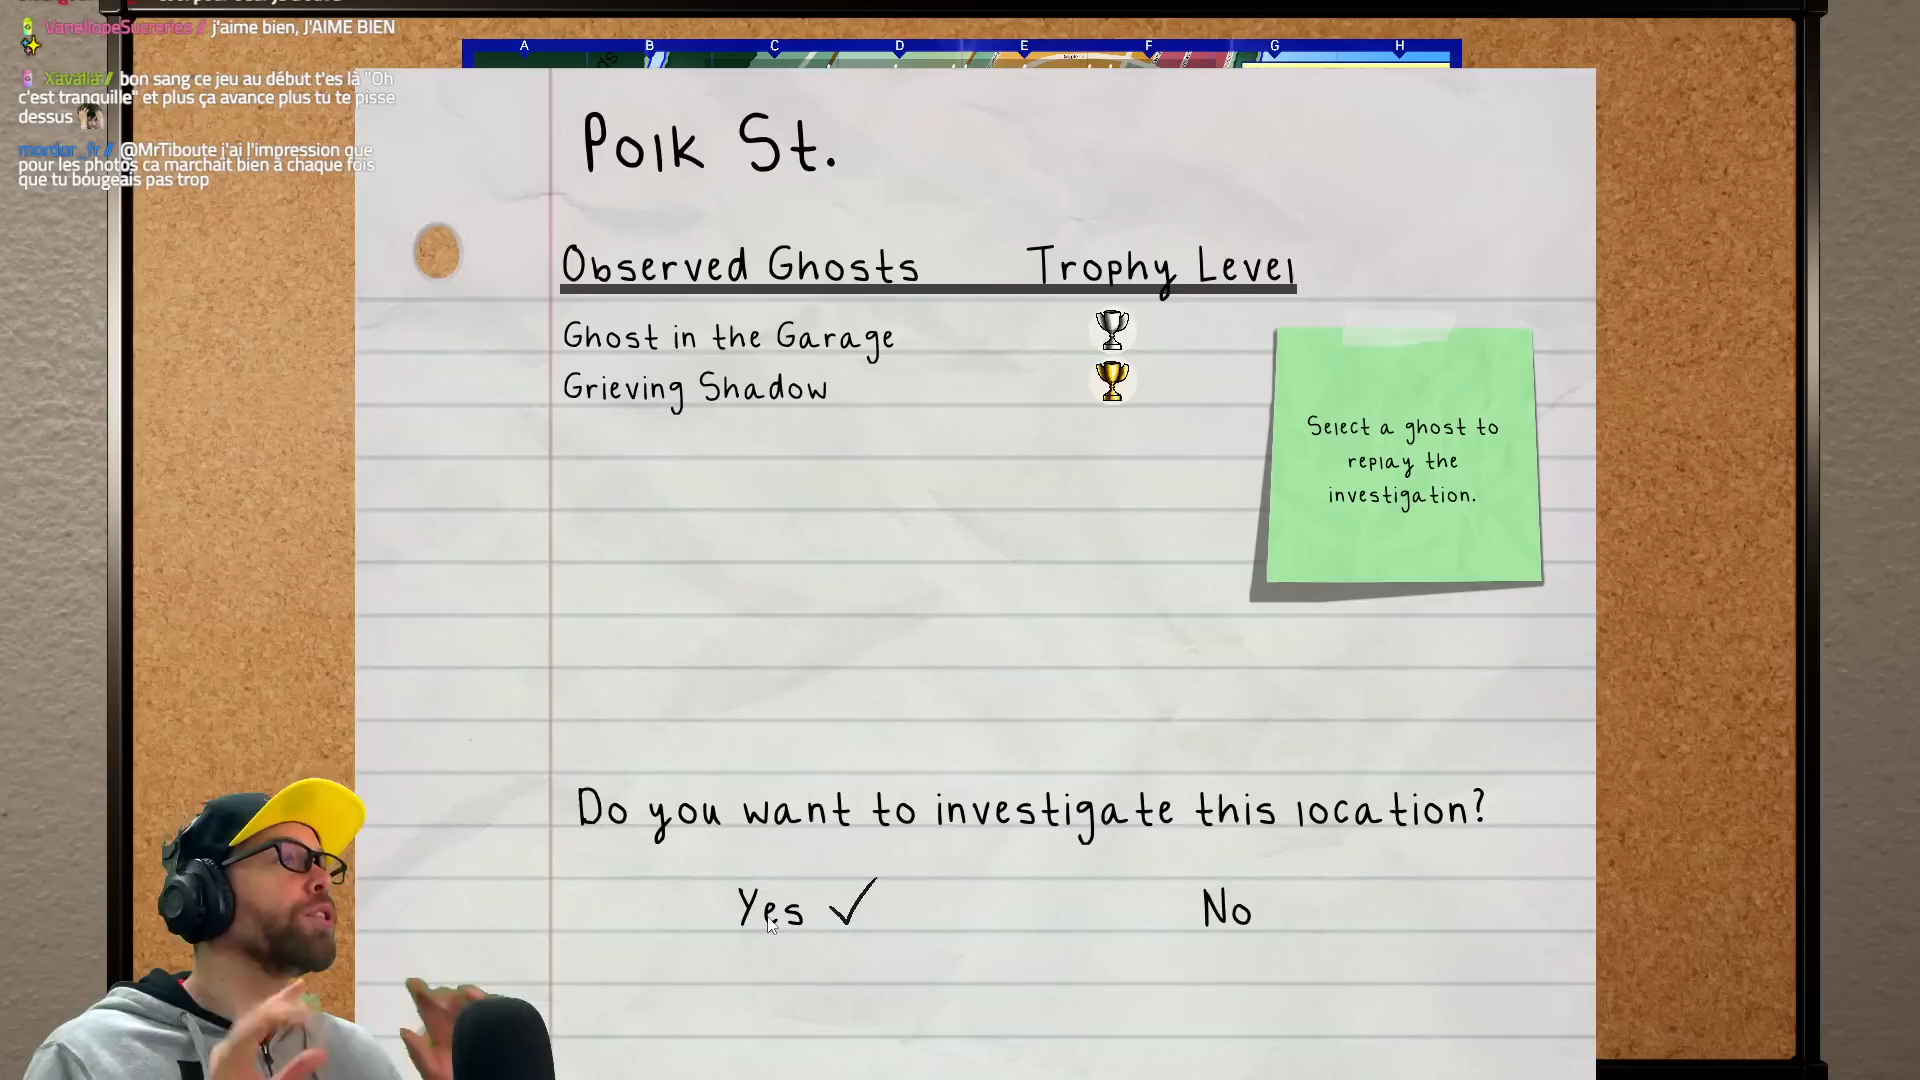 VanellopeSucreries // j'aime bien, J'AIME BIEN
Xavalia // bon sang ce jeu au début t'es là "Oh
c'est tranquille" et plus ça avance plus tu te pisse
dessus
mordor_fr // @MrTiboute j'ai l'impression que
pour les photos ca marchait bien à chaque fois
que tu bougeais pas trop
A B C D E F G H
Polk St.
Observed Ghosts Trophy Level
Ghost in the Garage
Grieving Shadow
Select a ghost to
replay the
investigation.
Do you want to investigate this location?
Yes ✓ No